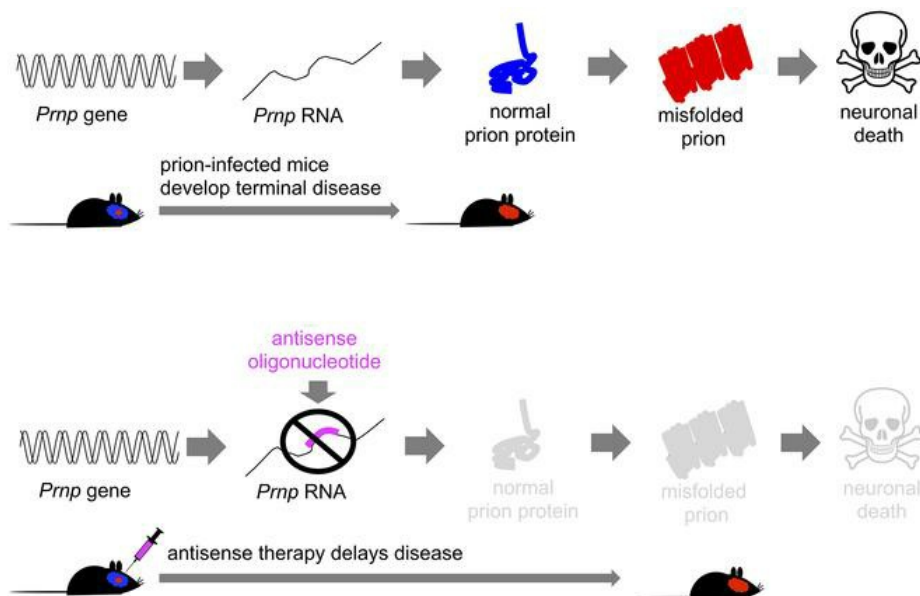 Prnp gene
Prnp RNA
normal
prion protein
misfolded
prion
neuronal
death
prion-infected mice
develop terminal disease
antisense
oligonucleotide
Prnp gene
Prnp RNA
normal
prion protein
misfolded
prion
neuronal
death
antisense therapy delays disease